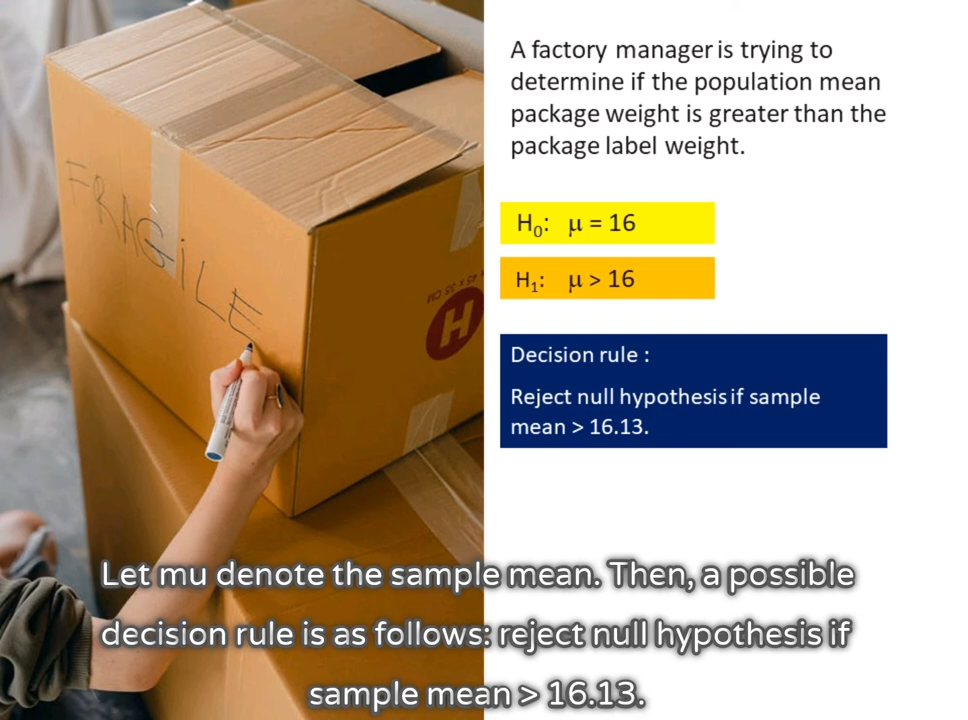 A factory manager is trying to
determine if the population mean
package weight is greater than the
package label weight.
H₀: μ = 16
H₁: μ > 16
Decision rule :
Reject null hypothesis if sample
mean > 16.13.
FRAGILE
H
Let mu denote the sample mean. Then, a possible
decision rule is as follows: reject null hypothesis if
sample mean > 16.13.